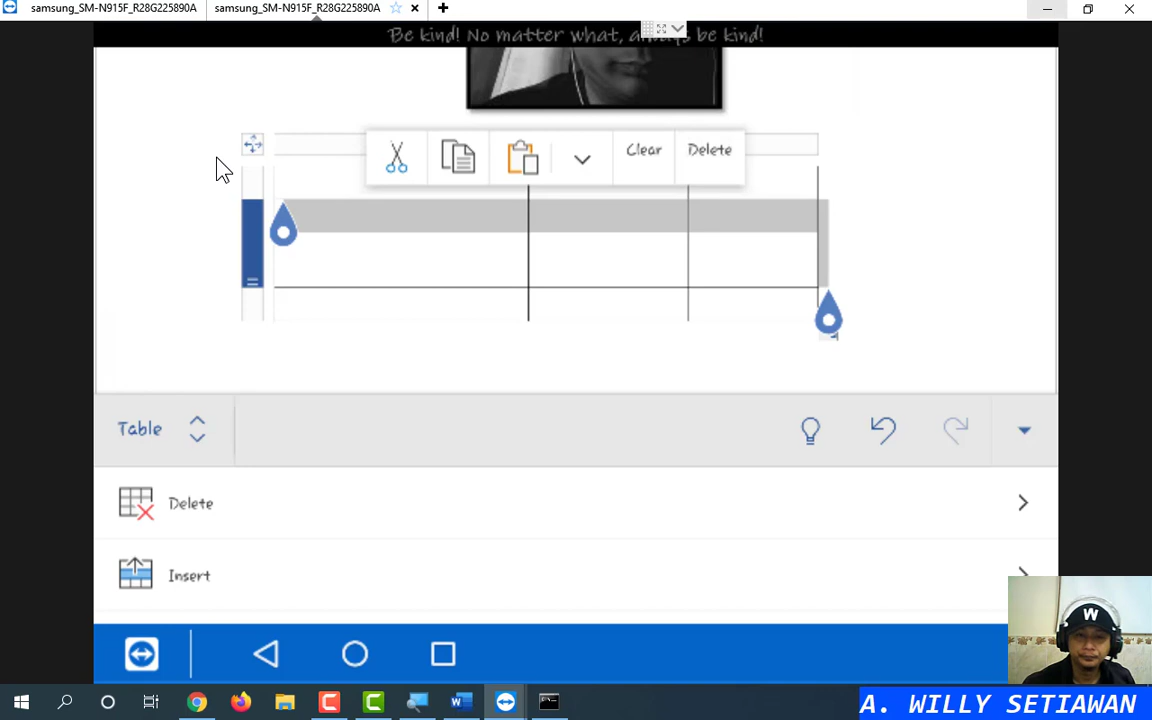 samsung_SM-N915F_R28G225890A
samsung_SM-N915F_R28G225890A
Be kind! No matter what, always be kind!
Clear
Delete
Table
Delete
Insert
W
A. WILLY SETIAWAN